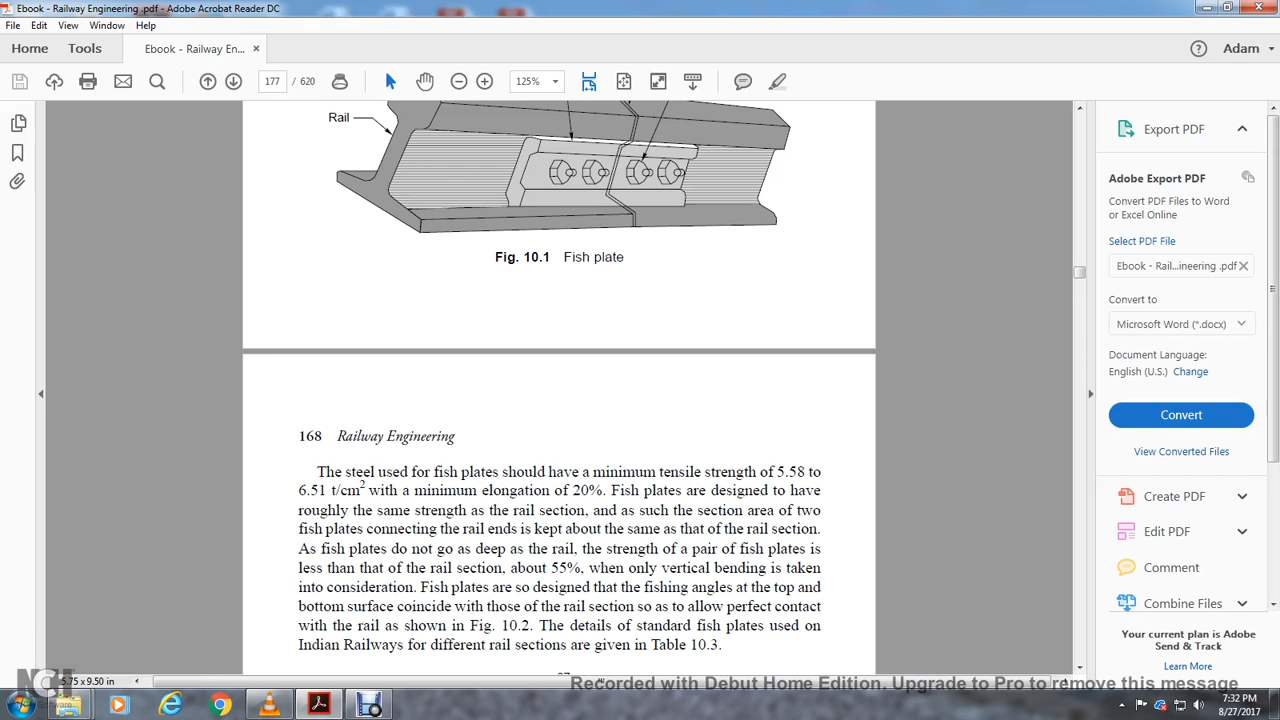 Ebook - Railway Engineering .pdf - Adobe Acrobat Reader DC
File Edit View Window Help
Home Tools Ebook - Railway En... × Adam
177 / 620 125%
Rail
Fig. 10.1 Fish plate
168 Railway Engineering
The steel used for fish plates should have a minimum tensile strength of 5.58 to
6.51 t/cm2 with a minimum elongation of 20%. Fish plates are designed to have
roughly the same strength as the rail section, and as such the section area of two
fish plates connecting the rail ends is kept about the same as that of the rail section.
As fish plates do not go as deep as the rail, the strength of a pair of fish plates is
less than that of the rail section, about 55%, when only vertical bending is taken
into consideration. Fish plates are so designed that the fishing angles at the top and
bottom surface coincide with those of the rail section so as to allow perfect contact
with the rail as shown in Fig. 10.2. The details of standard fish plates used on
Indian Railways for different rail sections are given in Table 10.3.
Export PDF
Adobe Export PDF
Convert PDF Files to Word
or Excel Online
Select PDF File
Ebook - Rail...ineering .pdf ×
Convert to
Microsoft Word (*.docx)
Document Language:
English (U.S.) Change
Convert
View Converted Files
Create PDF
Edit PDF
Comment
Combine Files
Your current plan is Adobe
Send & Track
Learn More
5.75 x 9.50 in
NCH Software
Recorded with Debut Home Edition. Upgrade to Pro to remove this message
7:32 PM
8/27/2017